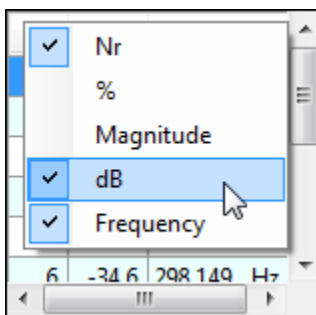 Nr
%
Magnitude
dB
Frequency
6 -34.6 298.149 Hz